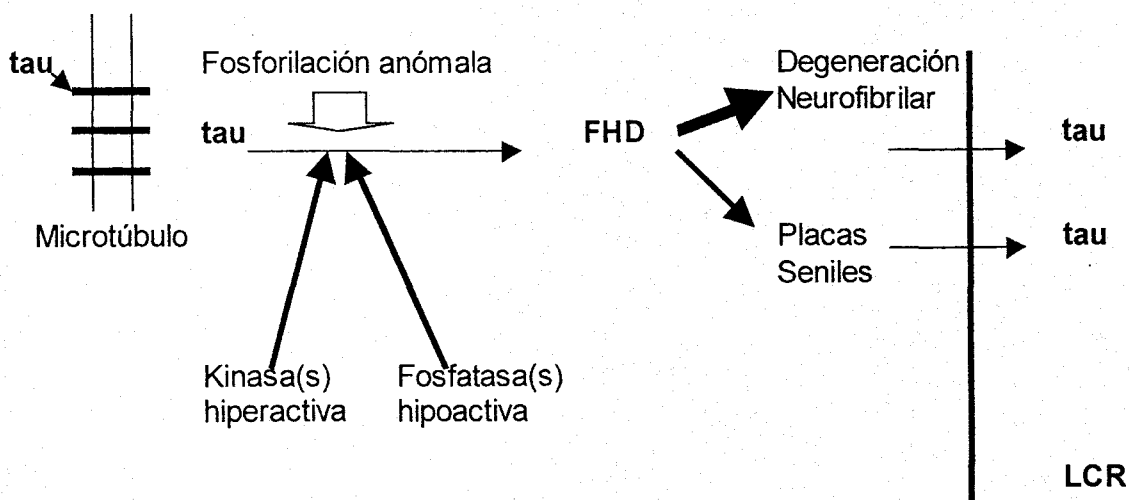 tau
Microtúbulo
Fosforilación anómala
tau
Kinasa(s)
hiperactiva
Fosfatasa(s)
hipoactiva
FHD
Degeneración
Neurofibrilar
Placas
Seniles
tau
tau
LCR